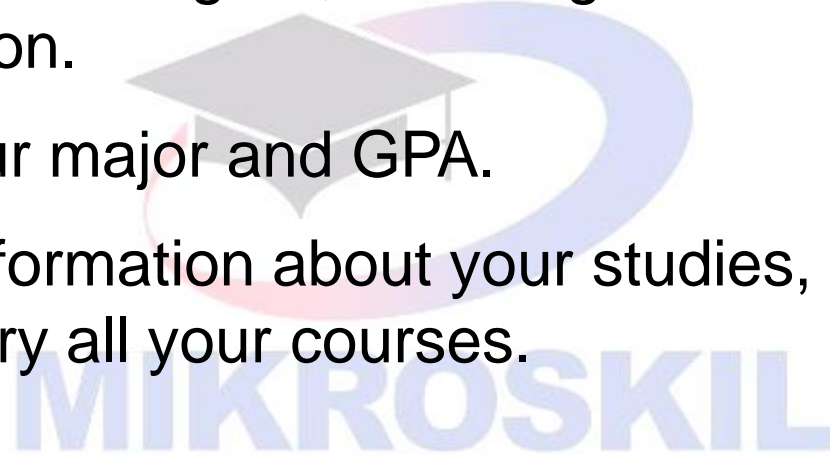 on.
ur major and GPA.
formation about your studies,
ry all your courses.
MIKROSKIL